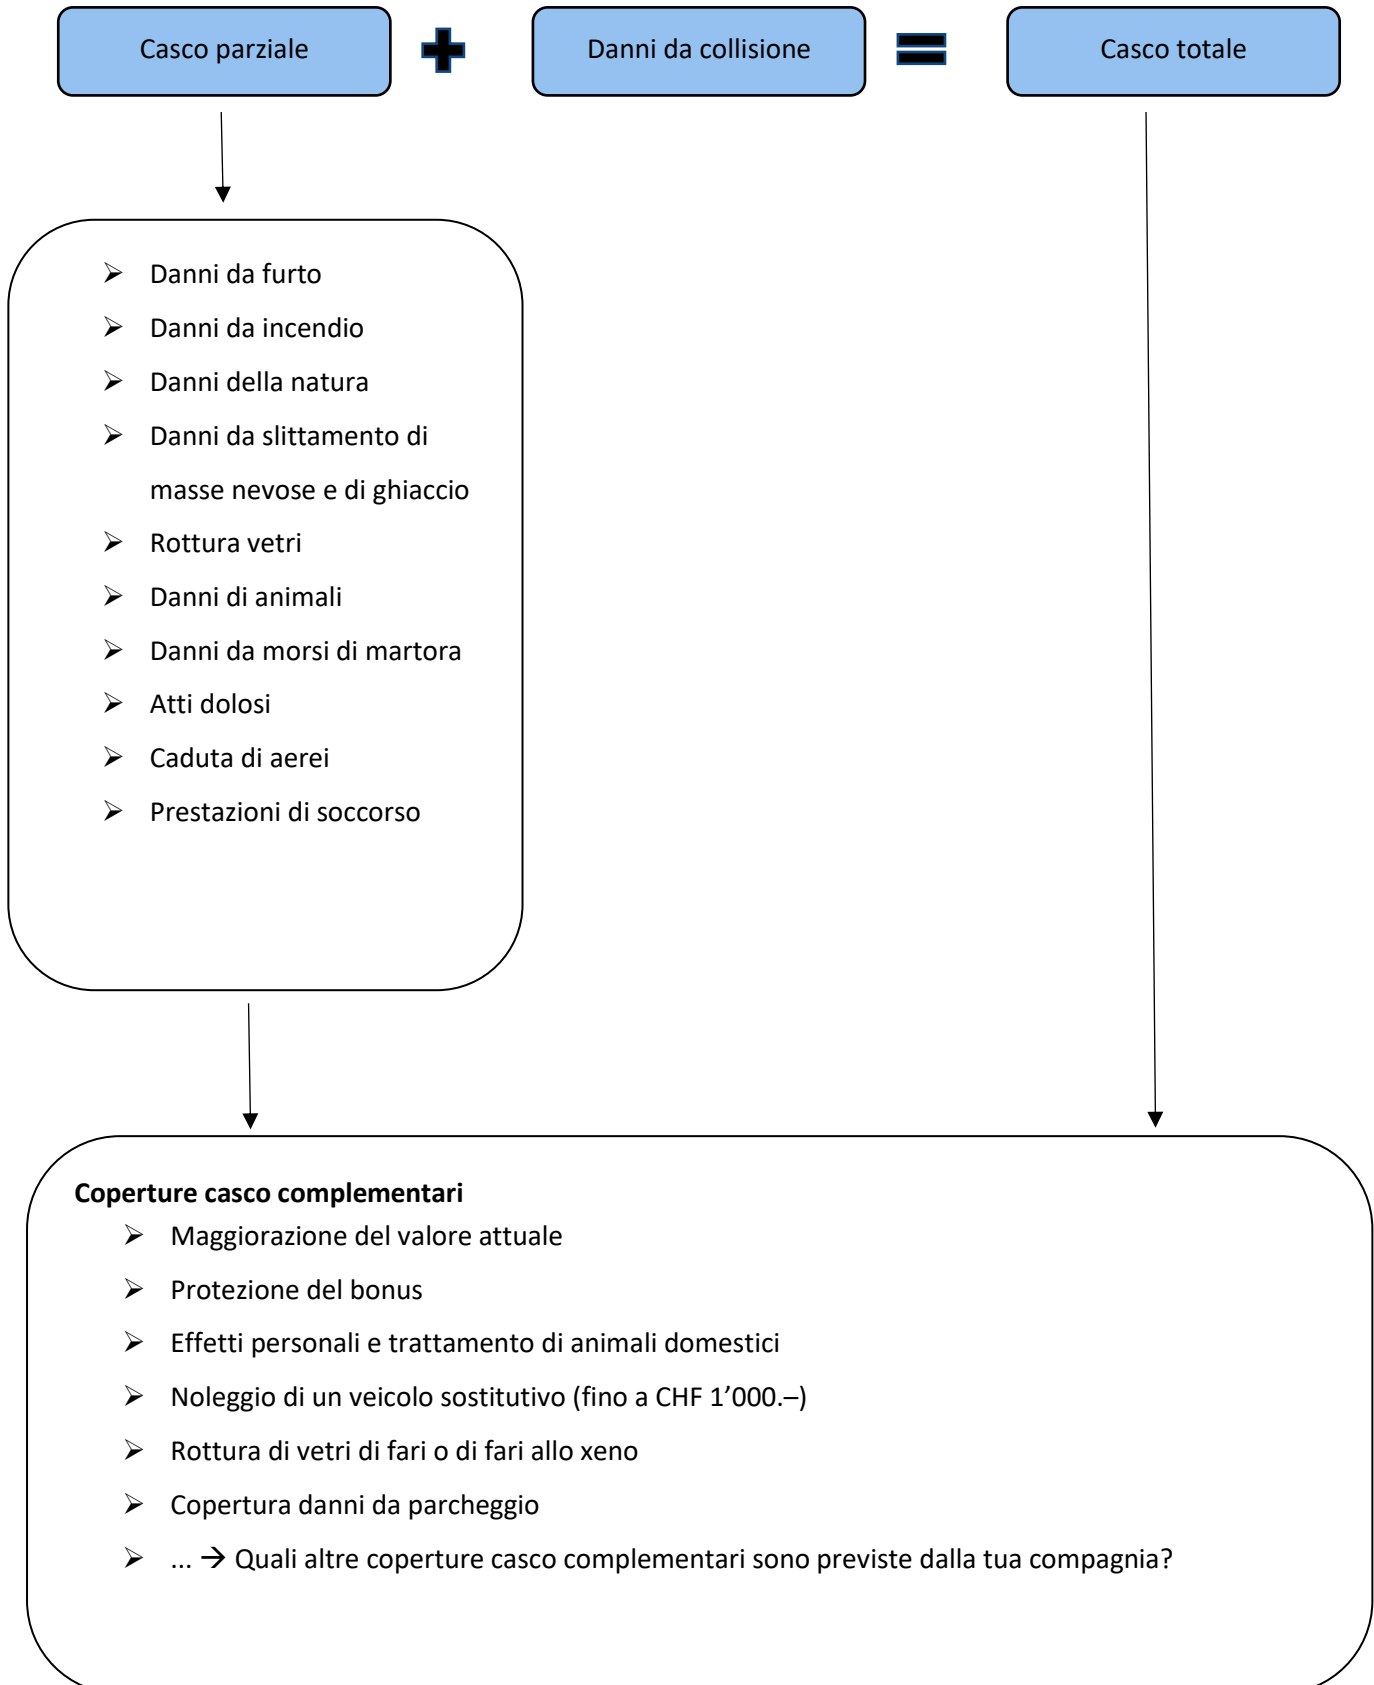 Casco parziale
Danni da collisione
Casco totale
➢ Danni da furto
➢ Danni da incendio
➢ Danni della natura
➢ Danni da slittamento di
masse nevose e di ghiaccio
➢ Rottura vetri
➢ Danni di animali
➢ Danni da morsi di martora
➢ Atti dolosi
➢ Caduta di aerei
➢ Prestazioni di soccorso
Coperture casco complementari
➢ Maggiorazione del valore attuale
➢ Protezione del bonus
➢ Effetti personali e trattamento di animali domestici
➢ Noleggio di un veicolo sostitutivo (fino a CHF 1’000.–)
➢ Rottura di vetri di fari o di fari allo xeno
➢ Copertura danni da parcheggio
➢ ... → Quali altre coperture casco complementari sono previste dalla tua compagnia?